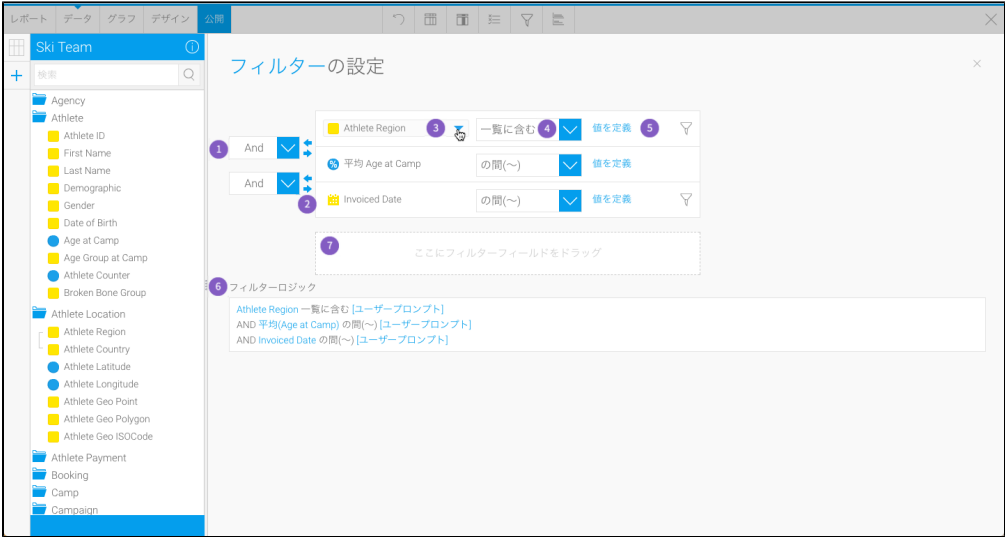 レポート データ グラフ デザイン 公開
Ski Team
検索
Agency
Athlete
Athlete ID
First Name
Last Name
Demographic
Gender
Date of Birth
Age at Camp
Age Group at Camp
Athlete Counter
Broken Bone Group
Athlete Location
Athlete Region
Athlete Country
Athlete Latitude
Athlete Longitude
Athlete Geo Point
Athlete Geo Polygon
Athlete Geo ISOCode
Athlete Payment
Booking
Camp
Campaign
フィルターの設定
Athlete Region 3 一覧に含む 4 値を定義 5
1 And
平均 Age at Camp の間(～) 値を定義
And
2 Invoiced Date の間(～) 値を定義
7 ここにフィルターフィールドをドラッグ
6 フィルターロジック
Athlete Region 一覧に含む [ユーザープロンプト]
AND 平均(Age at Camp) の間(～) [ユーザープロンプト]
AND Invoiced Date の間(～) [ユーザープロンプト]